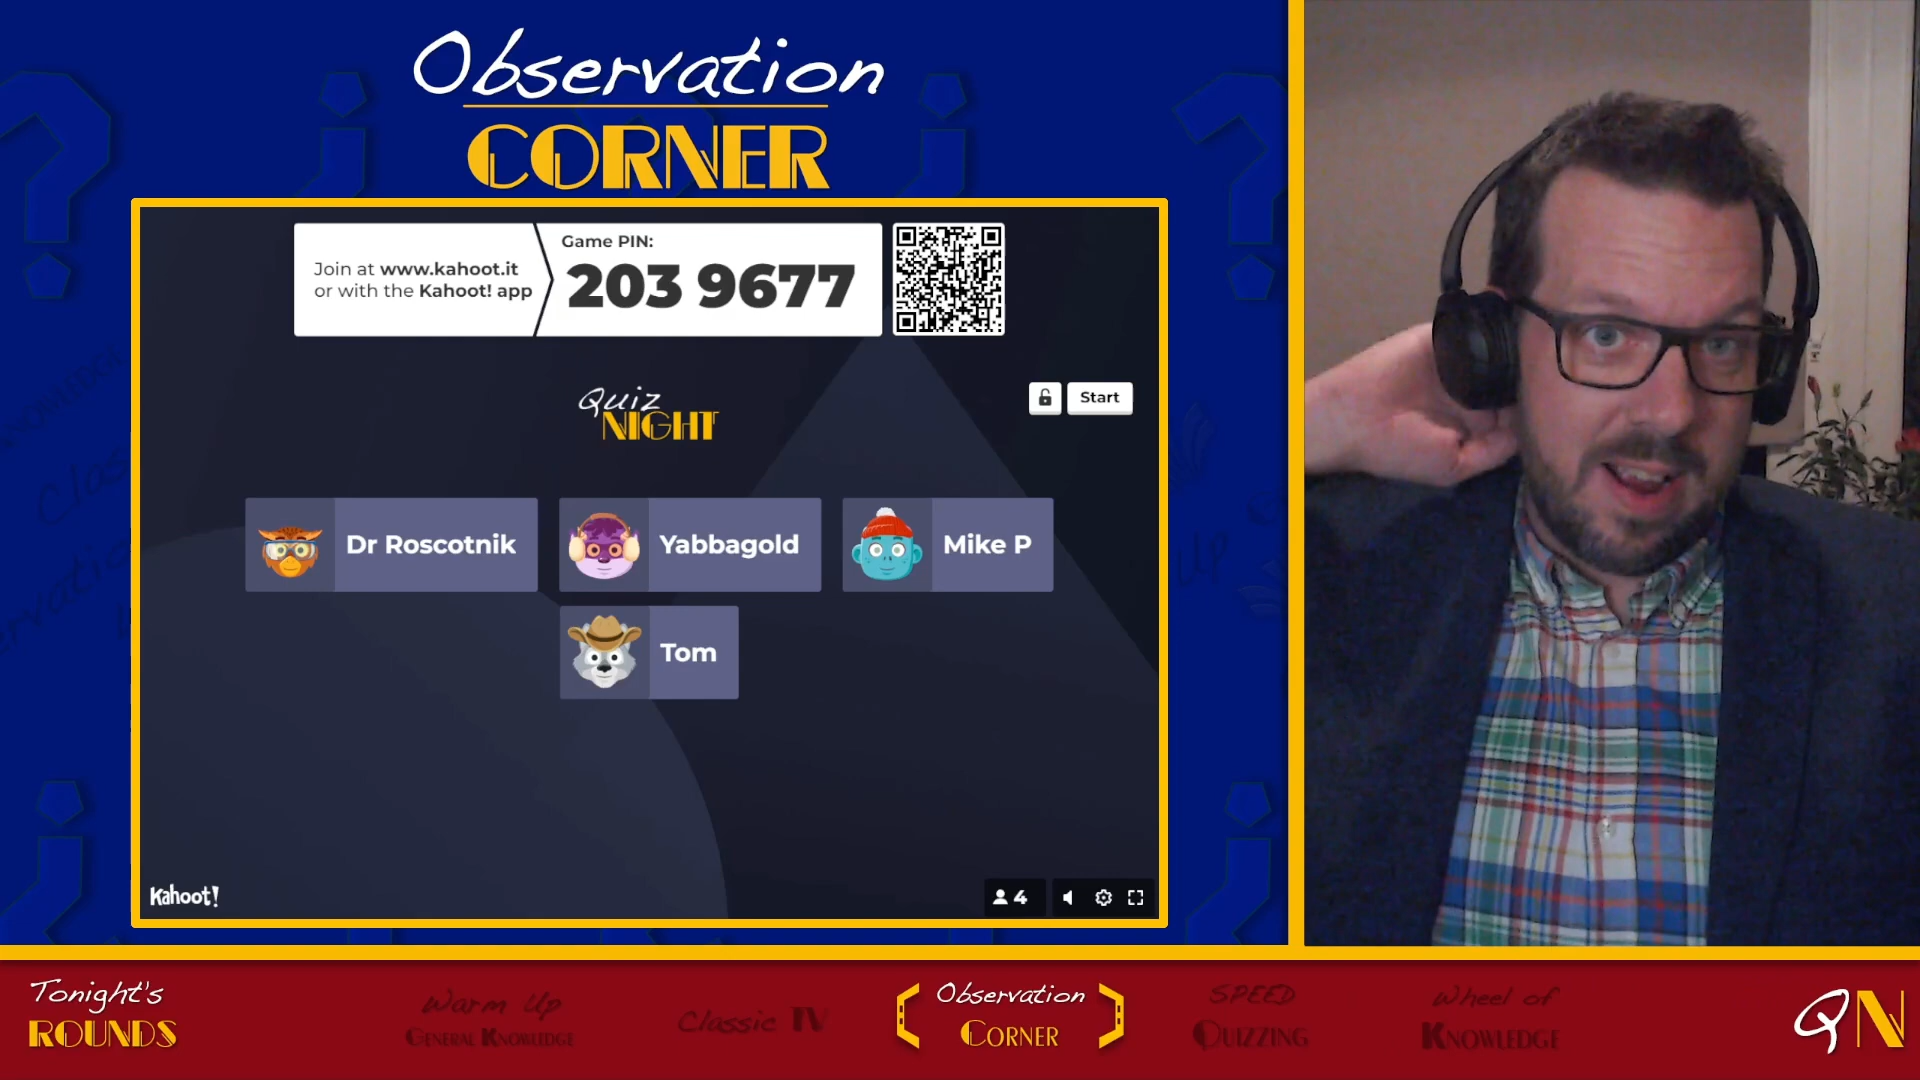 Observation
CORNER
Join at www.kahoot.it
or with the Kahoot! app
Game PIN:
203 9677
Quiz
NIGHT
Start
Dr Roscotnik
Yabbagold
Mike P
Tom
Kahoot!
4
Tonight's
ROUNDS
Warm Up
GENERAL KNOWLEDGE
Classic TV
Observation
CORNER
SPEED
QUIZZING
Wheel of
KNOWLEDGE
QN